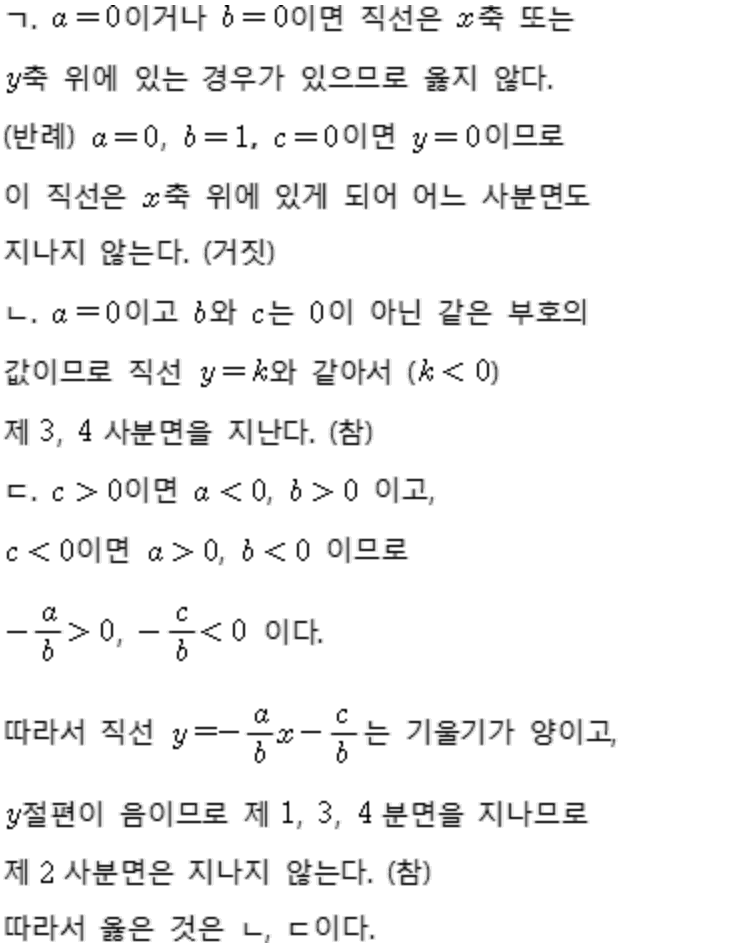 ㄱ. a=0이거나 b=0이면 직선은 x축 또는
y축 위에 있는 경우가 있으므로 옳지 않다.
(반례) a=0, b=1, c=0이면 y=0이므로
이 직선은 x축 위에 있게 되어 어느 사분면도
지나지 않는다. (거짓)
ㄴ. a=0이고 b와 c는 0이 아닌 같은 부호의
값이므로 직선 y=k와 같아서 (k<0)
제 3, 4 사분면을 지난다. (참)
ㄷ. c>0이면 a<0, b>0 이고,
c<0이면 a>0, b<0 이므로
-a/b>0, -c/b<0 이다.
따라서 직선 y=-a/b x-c/b는 기울기가 양이고,
y절편이 음이므로 제 1, 3, 4 분면을 지나므로
제 2 사분면은 지나지 않는다. (참)
따라서 옳은 것은 ㄴ, ㄷ이다.